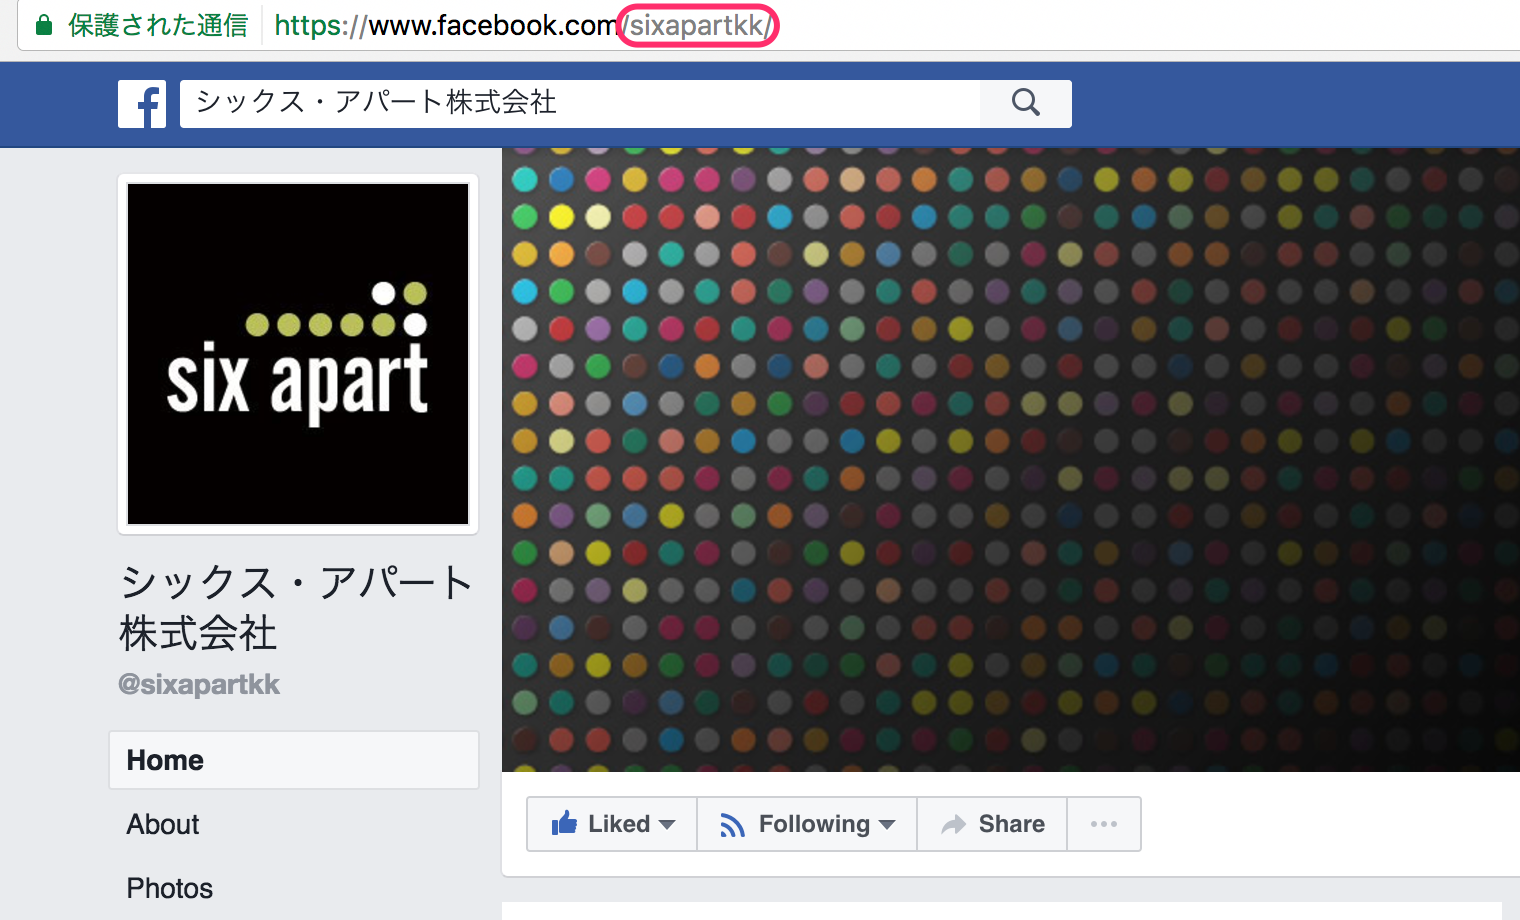 保護された通信 https://www.facebook.com/sixapartkk/
シックス・アパート株式会社
six apart
シックス・アパート
株式会社
@sixapartkk
Home
About
Photos
Liked Following Share